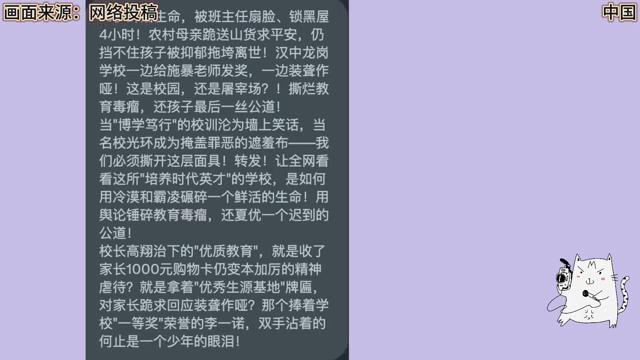 画面来源：网络投稿
中国
生命，被班主任扇脸、锁黑屋
4小时！农村母亲跪送山货求平安，仍
挡不住孩子被抑郁拖垮离世！汉中龙岗
学校一边给施暴老师发奖，一边装聋作
哑！这是校园，还是屠宰场？！撕烂教
育毒瘤，还孩子最后一丝公道！
当"博学笃行"的校训沦为墙上笑话，当
名校光环成为掩盖罪恶的遮羞布——我
们必须撕开这层面具！转发！让全网看
看这所"培养时代英才"的学校，是如何
用冷漠和霸凌碾碎一个鲜活的生命！用
舆论锤碎教育毒瘤，还夏优一个迟到的
公道！
校长高翔治下的"优质教育"，就是收了
家长1000元购物卡仍变本加厉的精神
虐待？就是拿着"优秀生源基地"牌匾，
对家长跪求回应装聋作哑？那个捧着学
校"一等奖"荣誉的李一诺，双手沾着的
何止是一个少年的眼泪！